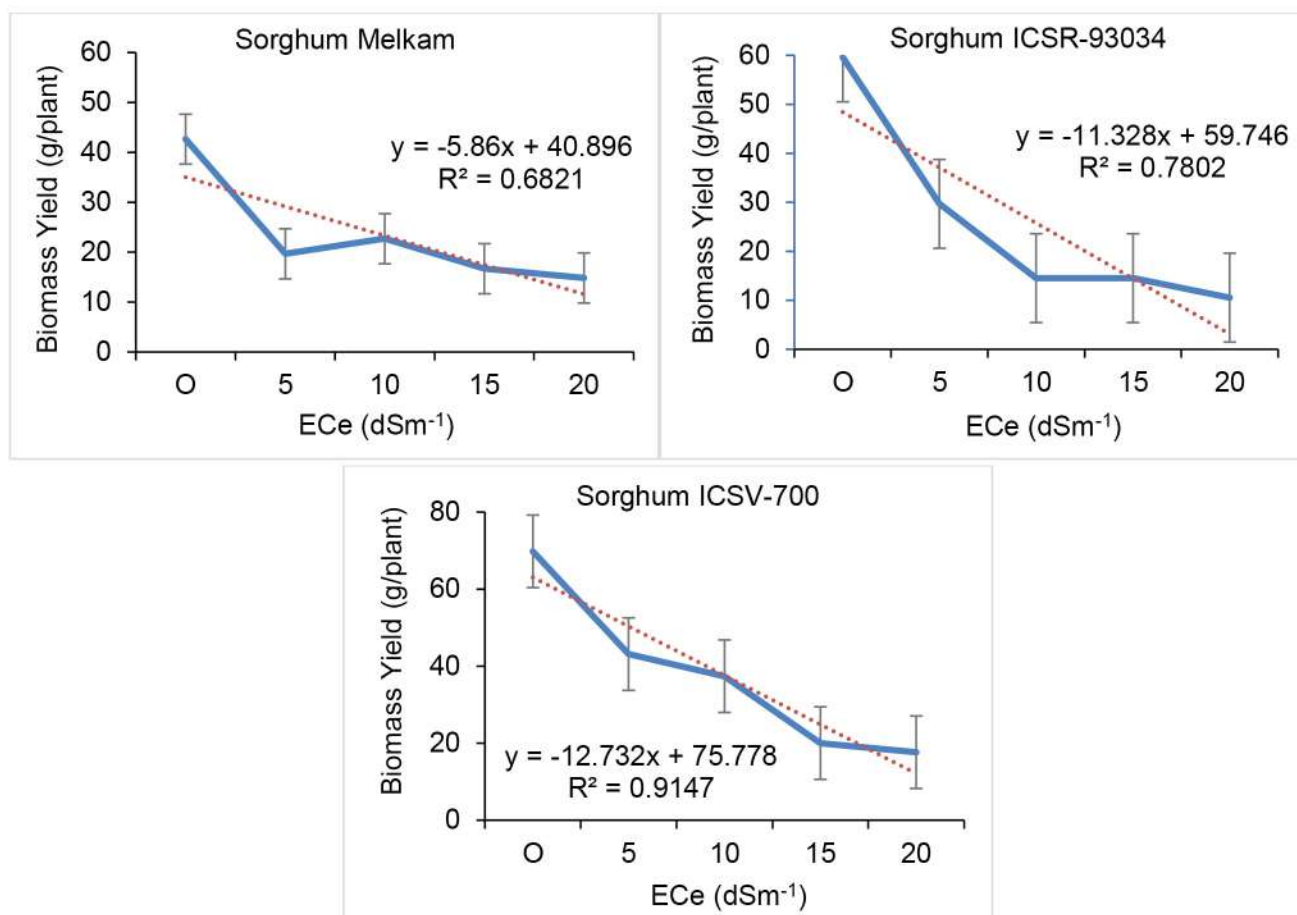 Sorghum Melkam
60
50
40
30
20
10
0
Biomass Yield (g/plant)
y = -5.86x + 40.896
R² = 0.6821
O 5 10 15 20
ECe (dSm⁻¹)
Sorghum ICSR-93034
60
50
40
30
20
10
0
Biomass Yield (g/plant)
y = -11.328x + 59.746
R² = 0.7802
O 5 10 15 20
ECe (dSm⁻¹)
Sorghum ICSV-700
80
60
40
20
0
Biomass Yield (g/plant)
y = -12.732x + 75.778
R² = 0.9147
O 5 10 15 20
ECe (dSm⁻¹)